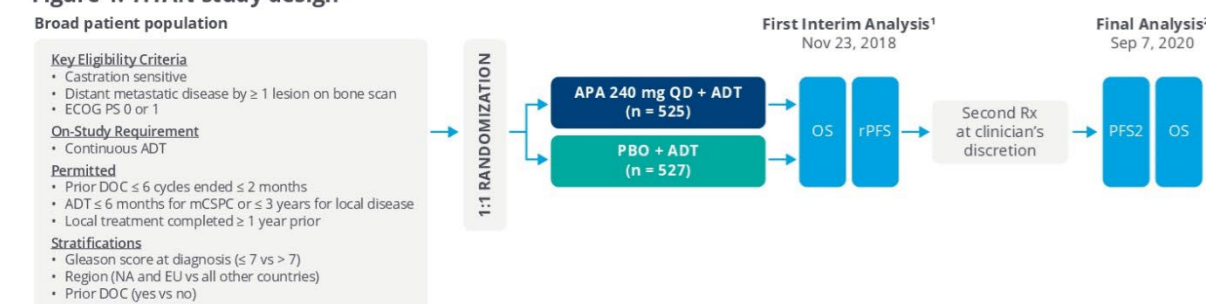 Figure 1. TITAN study design
Broad patient population
Key Eligibility Criteria
• Castration sensitive
• Distant metastatic disease by ≥ 1 lesion on bone scan
• ECOG PS 0 or 1
On-Study Requirement
• Continuous ADT
Permitted
• Prior DOC ≤ 6 cycles ended ≤ 2 months
• ADT ≤ 6 months for mCSPC or ≤ 3 years for local disease
• Local treatment completed ≥ 1 year prior
Stratifications
• Gleason score at diagnosis (≤ 7 vs > 7)
• Region (NA and EU vs all other countries)
• Prior DOC (yes vs no)
1:1 RANDOMIZATION
APA 240 mg QD + ADT
(n = 525)
PBO + ADT
(n = 527)
First Interim Analysis¹
Nov 23, 2018
OS
rPFS
Second Rx
at clinician's
discretion
Final Analysis²
Sep 7, 2020
PFS2
OS